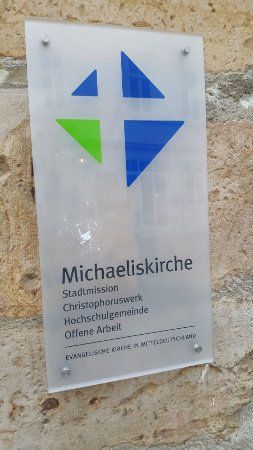 Michaeliskirche
Stadtmission
Christophoruswerk
Hochschulgemeinde
Offene Arbeit
EVANGELISCHE KIRCHE IN MITTELDEUTSCHLAND